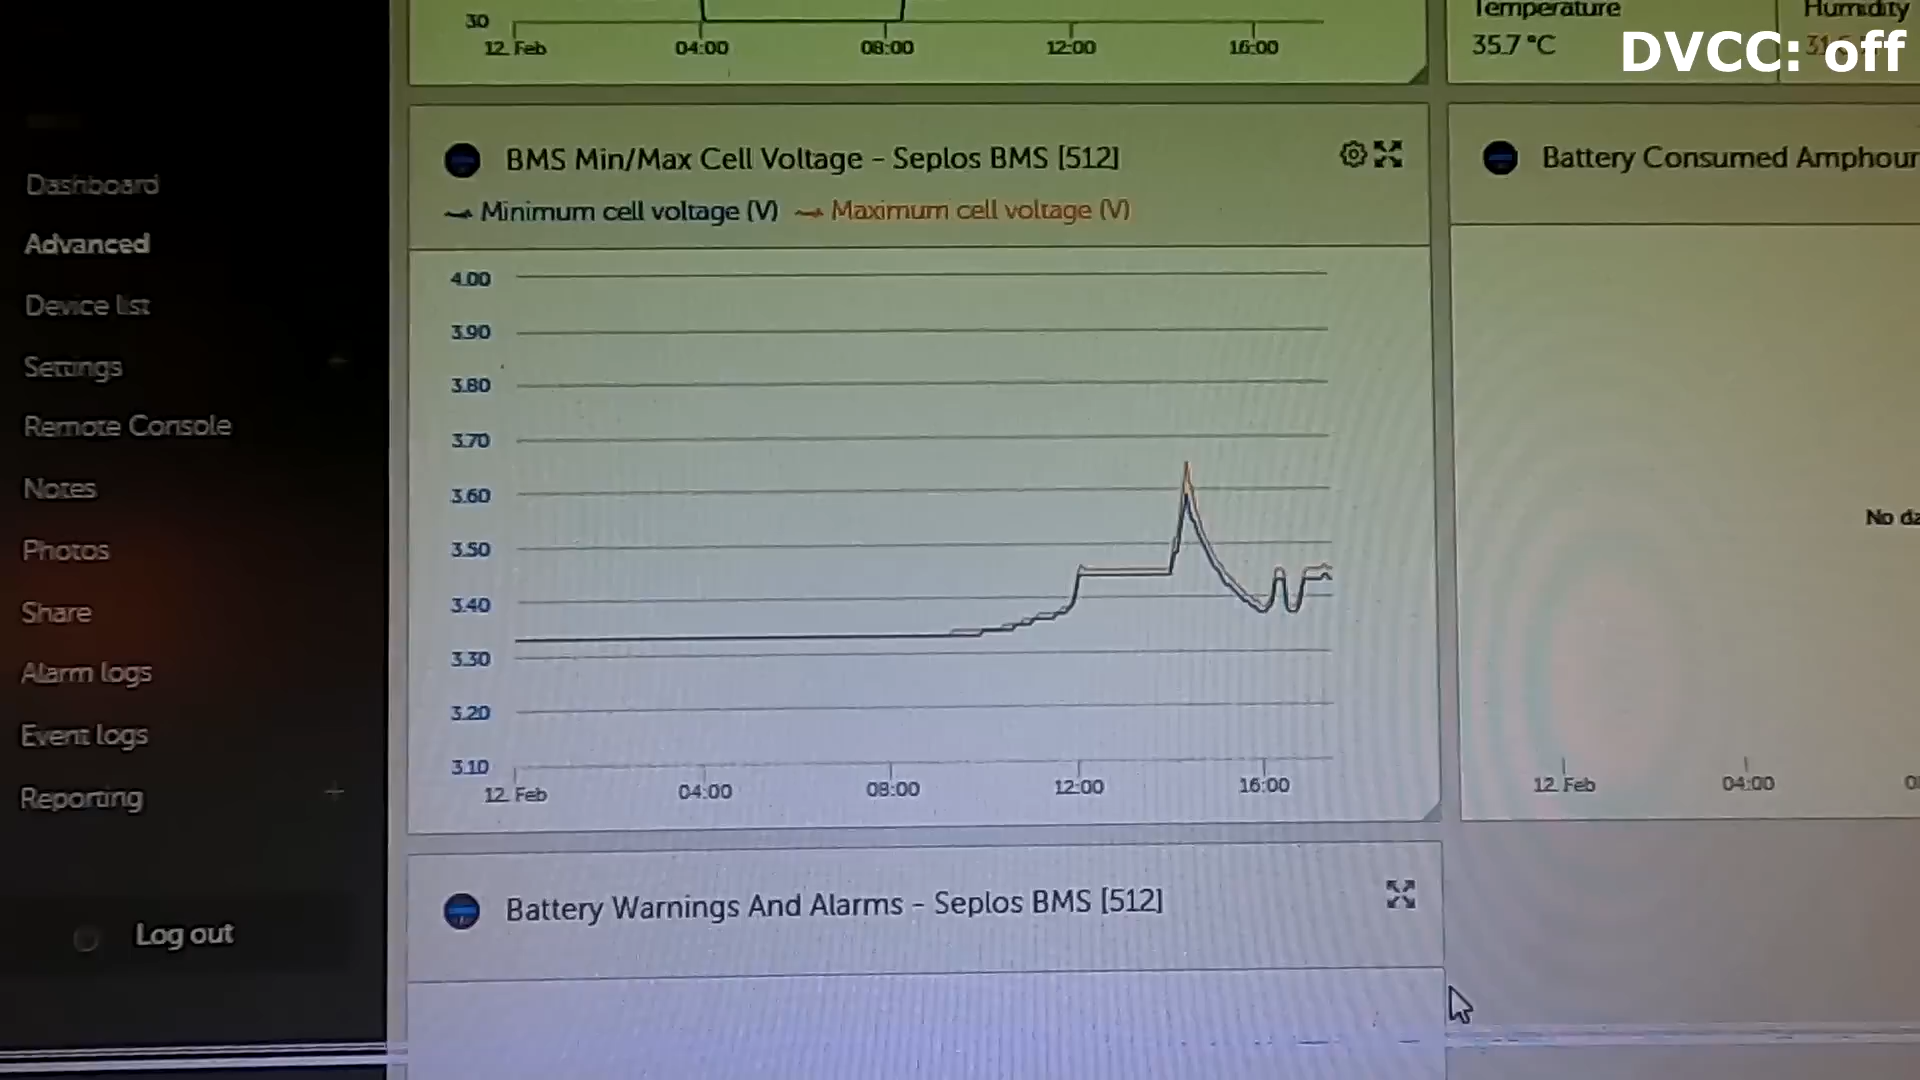 30
12. Feb 04:00 08:00 12:00 16:00
Temperature Humidity
35.7 °C
DVCC: off
Dashboard
Advanced
Device list
Settings
Remote Console
Notes
Photos
Share
Alarm logs
Event logs
Reporting
Log out
BMS Min/Max Cell Voltage - Seplos BMS [512]
Minimum cell voltage (V) Maximum cell voltage (V)
4.00
3.90
3.80
3.70
3.60
3.50
3.40
3.30
3.20
3.10
12. Feb 04:00 08:00 12:00 16:00
Battery Consumed Amphour
No da
12. Feb 04:00
Battery Warnings And Alarms - Seplos BMS [512]